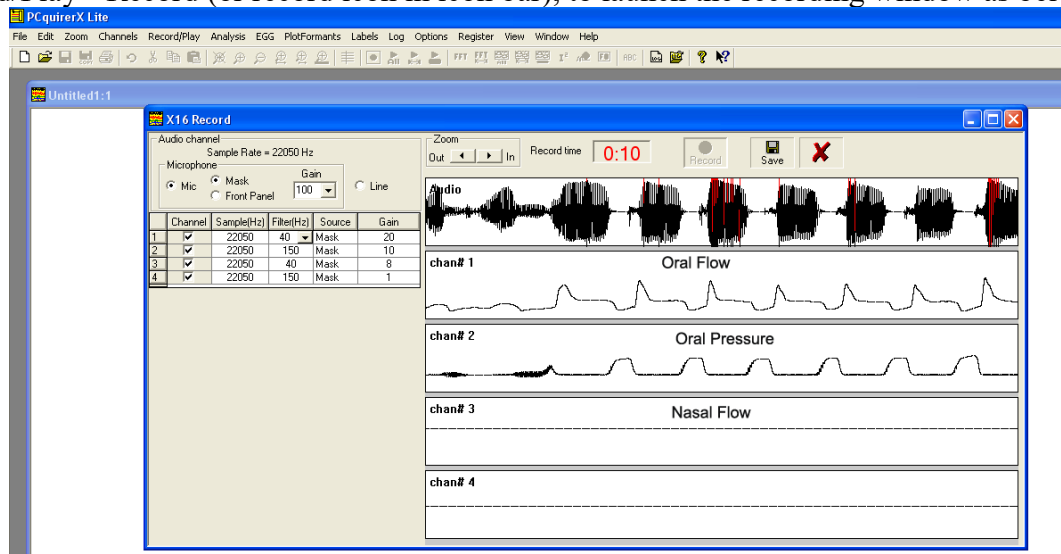 PCquirerX Lite
File Edit Zoom Channels Record/Play Analysis EGG PlotFormants Labels Log Options Register View Window Help
Untitled1:1
X16 Record
Audio channel
Sample Rate = 22050 Hz
Microphone
Mic
Mask
Front Panel
Gain
100
Line
Zoom
Out In
Record time 0:10
Record
Save
Channel Sample(Hz) Filter(Hz) Source Gain
1 22050 40 Mask 20
2 22050 150 Mask 10
3 22050 40 Mask 8
4 22050 150 Mask 1
Audio
chan# 1 Oral Flow
chan# 2 Oral Pressure
chan# 3 Nasal Flow
chan# 4